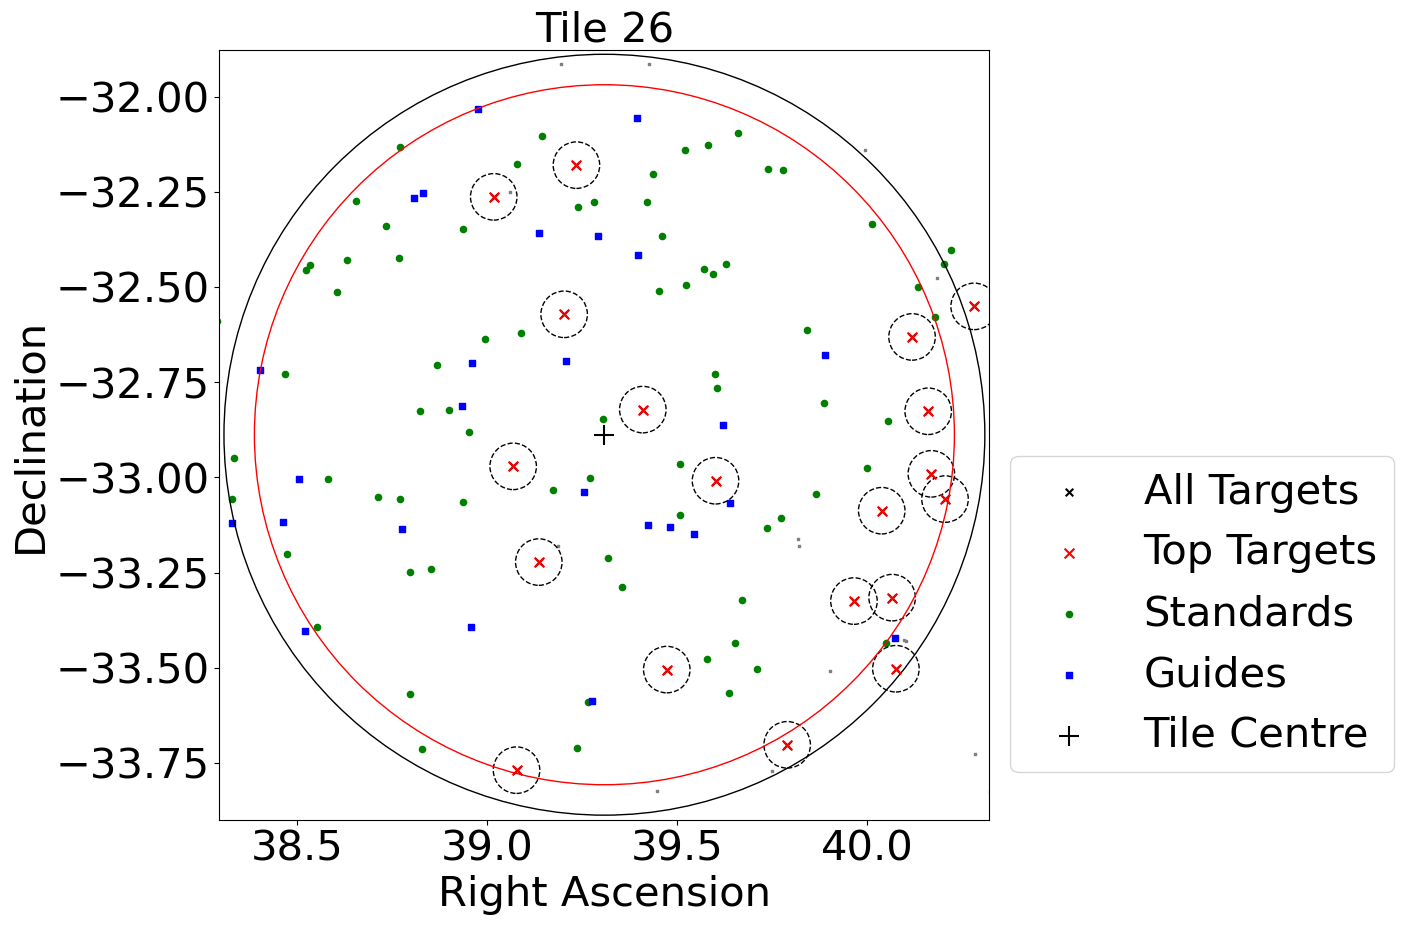 Tile 26
−32.00
−32.25
−32.50
−32.75
−33.00
−33.25
−33.50
−33.75
Declination
38.5 39.0 39.5 40.0
Right Ascension
All Targets
Top Targets
Standards
Guides
Tile Centre